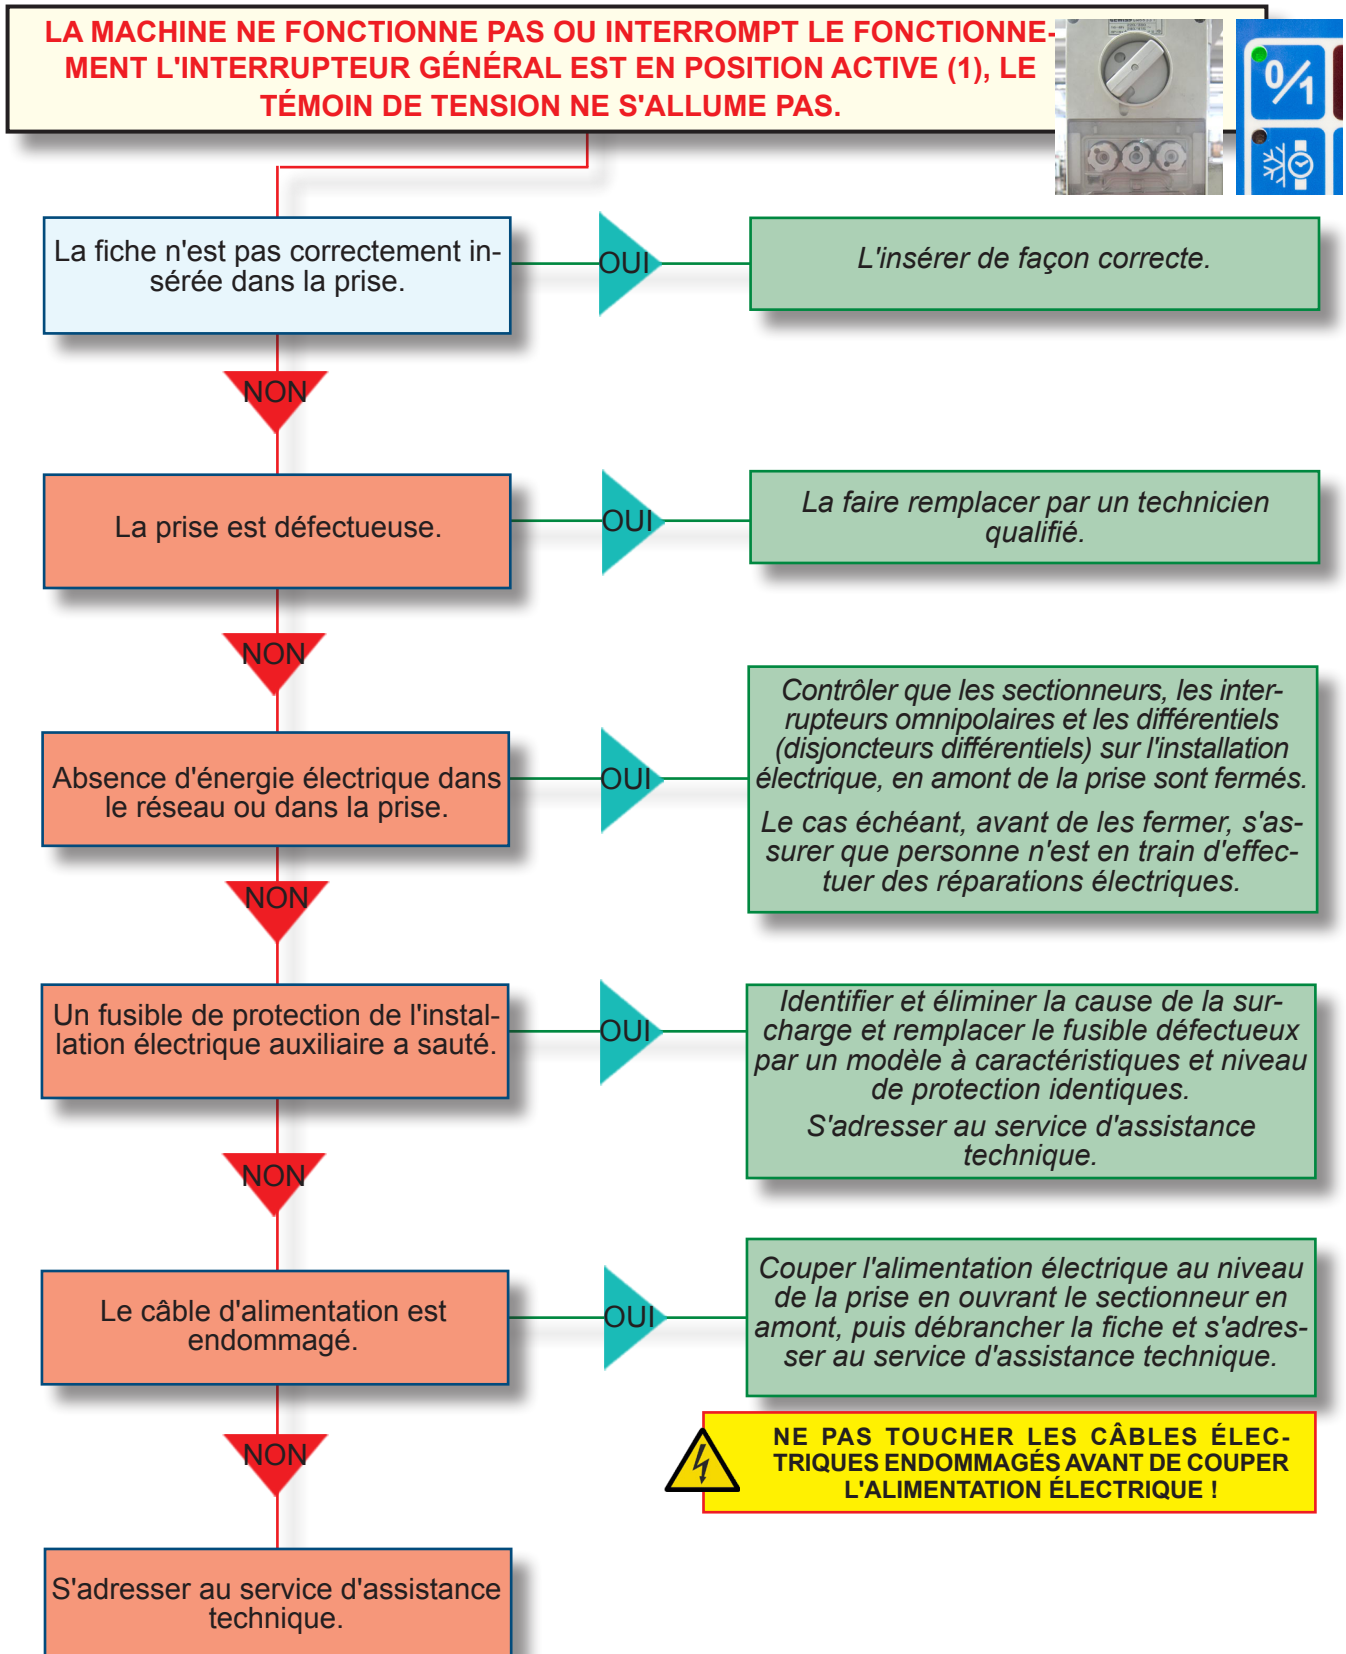 LA MACHINE NE FONCTIONNE PAS OU INTERROMPT LE FONCTIONNE-
MENT L'INTERRUPTEUR GÉNÉRAL EST EN POSITION ACTIVE (1), LE
TÉMOIN DE TENSION NE S'ALLUME PAS.
0/1
La fiche n'est pas correctement in-
sérée dans la prise.
OUI
L'insérer de façon correcte.
NON
La prise est défectueuse.
OUI
La faire remplacer par un technicien
qualifié.
NON
Absence d'énergie électrique dans
le réseau ou dans la prise.
OUI
Contrôler que les sectionneurs, les inter-
rupteurs omnipolaires et les différentiels
(disjoncteurs différentiels) sur l'installation
électrique, en amont de la prise sont fermés.
Le cas échéant, avant de les fermer, s'as-
surer que personne n'est en train d'effec-
tuer des réparations électriques.
NON
Un fusible de protection de l'instal-
lation électrique auxiliaire a sauté.
OUI
Identifier et éliminer la cause de la sur-
charge et remplacer le fusible défectueux
par un modèle à caractéristiques et niveau
de protection identiques.
S'adresser au service d'assistance
technique.
NON
Le câble d'alimentation est
endommagé.
OUI
Couper l'alimentation électrique au niveau
de la prise en ouvrant le sectionneur en
amont, puis débrancher la fiche et s'adres-
ser au service d'assistance technique.
NON
NE PAS TOUCHER LES CÂBLES ÉLEC-
TRIQUES ENDOMMAGÉS AVANT DE COUPER
L'ALIMENTATION ÉLECTRIQUE !
S'adresser au service d'assistance
technique.